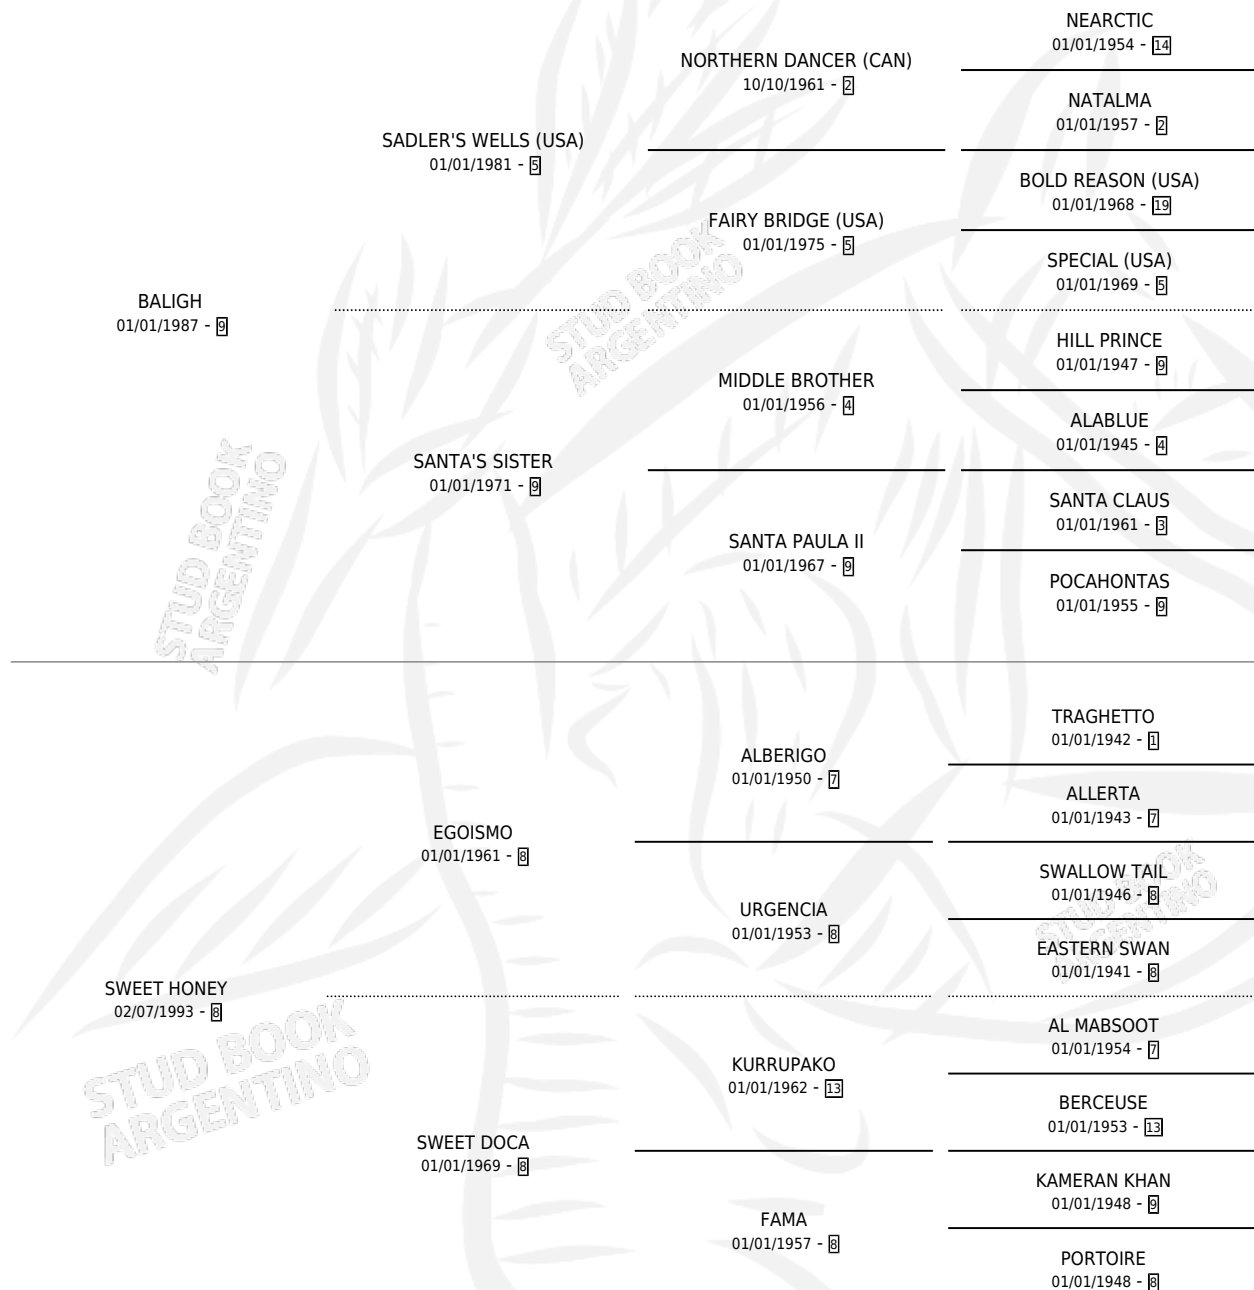 NEARCTIC
01/01/1954 - 14
NORTHERN DANCER (CAN)
10/10/1961 - 2
NATALMA
01/01/1957 - 2
SADLER'S WELLS (USA)
01/01/1981 - 5
BOLD REASON (USA)
01/01/1968 - 19
FAIRY BRIDGE (USA)
01/01/1975 - 5
SPECIAL (USA)
01/01/1969 - 5
STUD BOOK
ARGENTINO
BALIGH
01/01/1987 - 9
HILL PRINCE
01/01/1947 - 9
MIDDLE BROTHER
01/01/1956 - 4
ALABLUE
01/01/1945 - 4
SANTA'S SISTER
01/01/1971 - 9
SANTA CLAUS
01/01/1961 - 3
SANTA PAULA II
01/01/1967 - 9
POCAHONTAS
01/01/1955 - 9
STUD BOOK
ARGENTINO
TRAGHETTO
01/01/1942 - 1
ALBERIGO
01/01/1950 - 7
ALLERTA
01/01/1943 - 7
EGOISMO
01/01/1961 - 8
SWALLOW TAIL
01/01/1946 - 8
URGENCIA
01/01/1953 - 8
EASTERN SWAN
01/01/1941 - 8
STUD BOOK
ARGENTINO
SWEET HONEY
02/07/1993 - 8
AL MABSOOT
01/01/1954 - 7
KURRUPAKO
01/01/1962 - 13
BERCEUSE
01/01/1953 - 13
STUD BOOK
ARGENTINO
SWEET DOCA
01/01/1969 - 8
KAMERAN KHAN
01/01/1948 - 9
FAMA
01/01/1957 - 8
PORTOIRE
01/01/1948 - 8